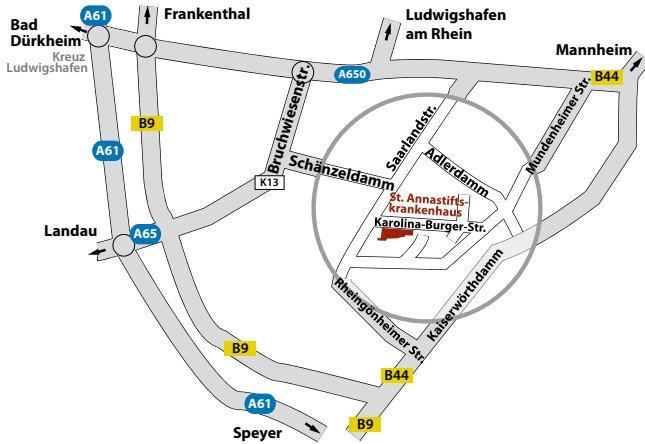 A61
Frankenthal
Bad
Dürkheim
Kreuz
Ludwigshafen
Ludwigshafen
am Rhein
Mannheim
A650
B44
B9
A61
Bruchwiesenstr.
Saarlandstr.
Mundenheimer Str.
Adlerdamm
Schänzeldamm
K13
St. Annastifts-
krankenhaus
Karolina-Burger-Str.
Landau
A65
Kaiserwörthdamm
Rheingönheimer Str.
B9
B44
A61
B9
Speyer